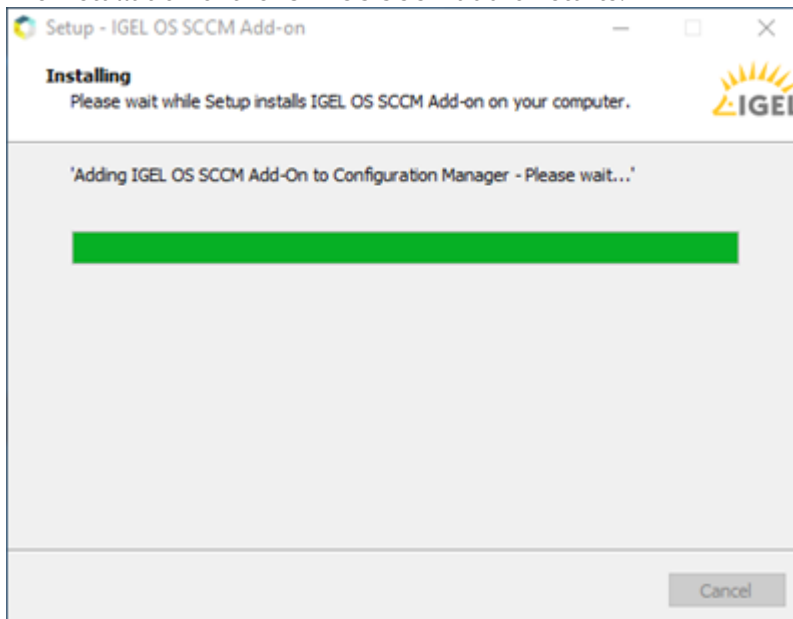 Setup - IGEL OS SCCM Add-on
Installing
Please wait while Setup installs IGEL OS SCCM Add-on on your computer.
IGEL
'Adding IGEL OS SCCM Add-On to Configuration Manager - Please wait...'
Cancel